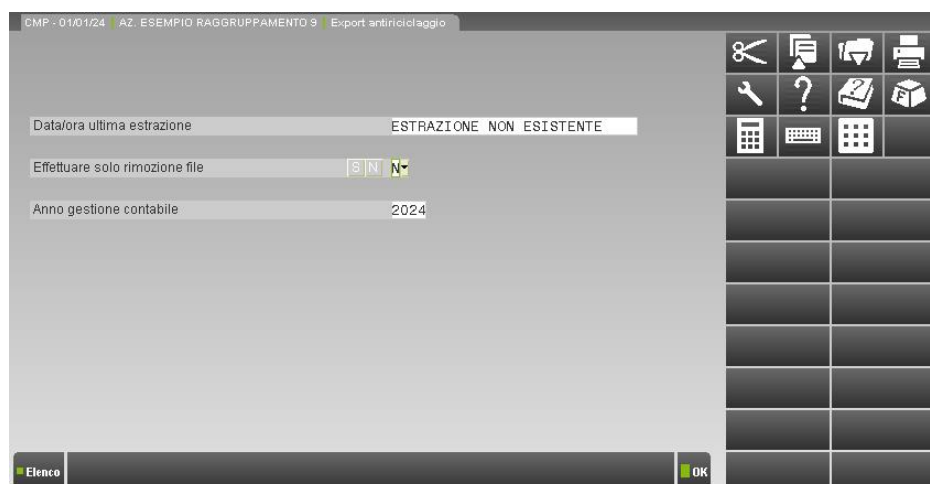 CMP - 01/01/24 AZ. ESEMPIO RAGGRUPPAMENTO 9 Export antiriciclaggio
Data/ora ultima estrazione ESTRAZIONE NON ESISTENTE
Effettuare solo rimozione file S N N
Anno gestione contabile 2024
Elenco OK
? ? F